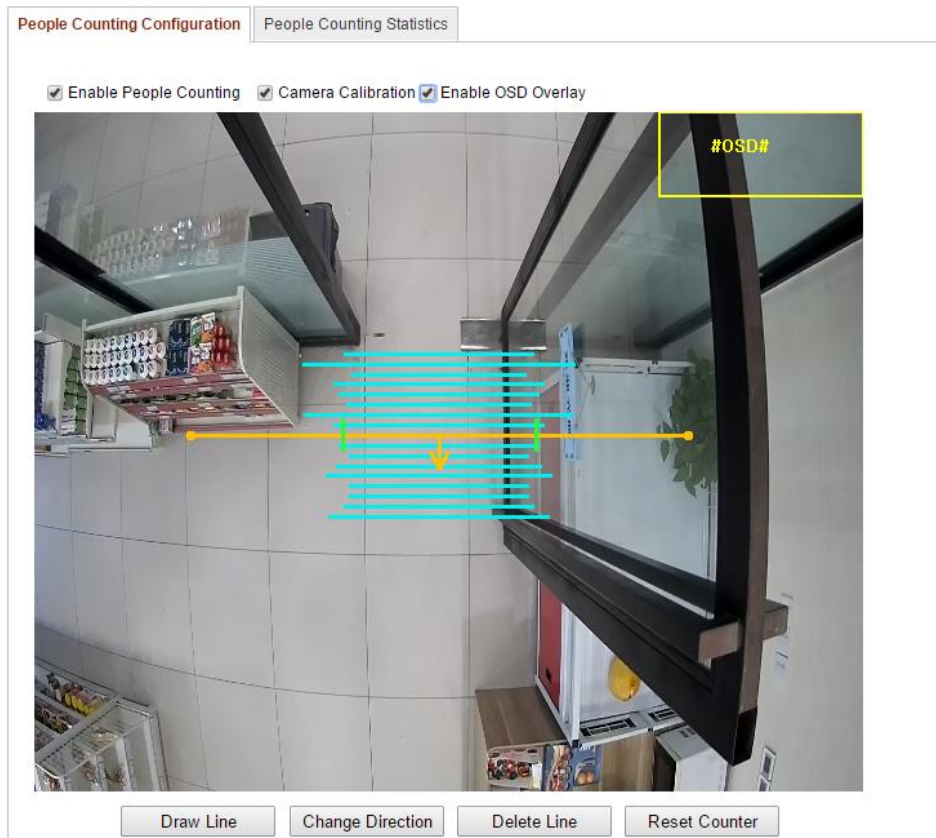 People Counting Configuration
People Counting Statistics
Enable People Counting
Camera Calibration
Enable OSD Overlay
#OSD#
Draw Line
Change Direction
Delete Line
Reset Counter